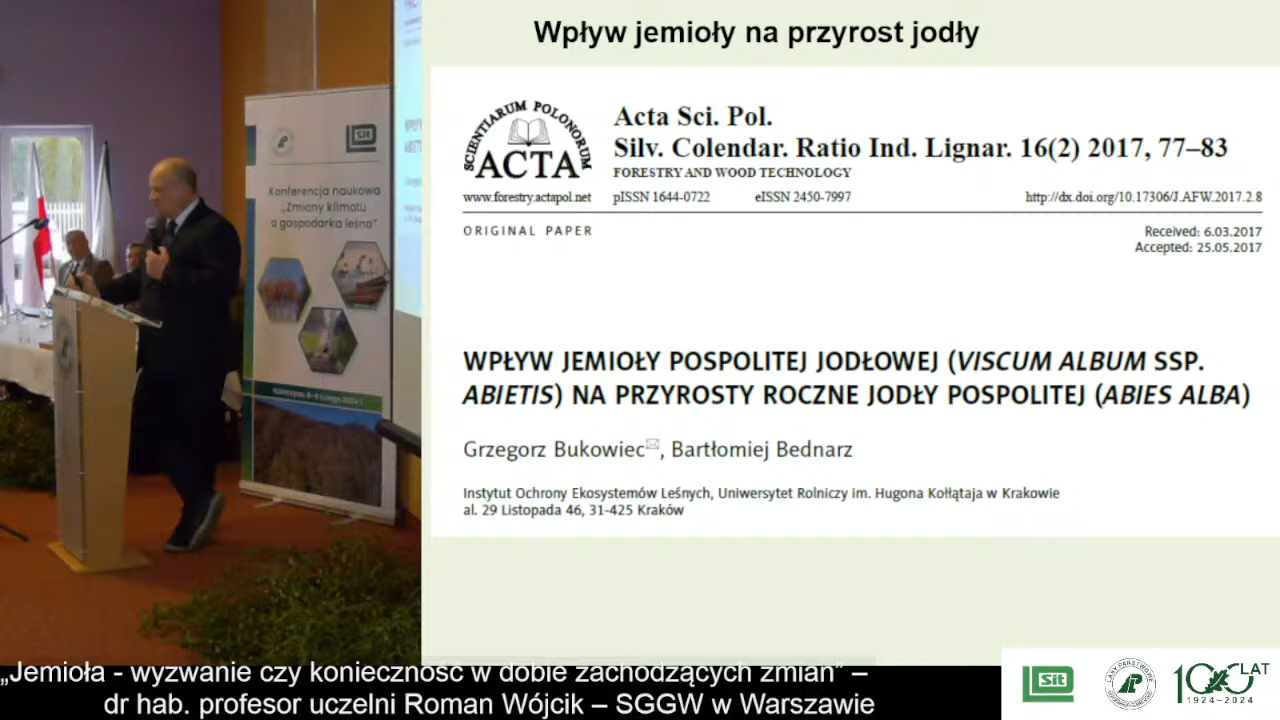 Wpływ jemioły na przyrost jodły
SCIENTIARUM POLONORUM
ACTA
Acta Sci. Pol.
Silv. Colendar. Ratio Ind. Lignar. 16(2) 2017, 77–83
FORESTRY AND WOOD TECHNOLOGY
www.forestry.actapol.net pISSN 1644-0722 eISSN 2450-7997 http://dx.doi.org/10.17306/J.AFW.2017.2.8
ORIGINAL PAPER
Received: 6.03.2017
Accepted: 25.05.2017
WPŁYW JEMIOŁY POSPOLITEJ JODŁOWEJ (VISCUM ALBUM SSP.
ABIETIS) NA PRZYROSTY ROCZNE JODŁY POSPOLITEJ (ABIES ALBA)
Grzegorz Bukowiec, Bartłomiej Bednarz
Instytut Ochrony Ekosystemów Leśnych, Uniwersytet Rolniczy im. Hugona Kołłątaja w Krakowie
al. 29 Listopada 46, 31-425 Kraków
Sit
Konferencja naukowa
„Zmiany klimatu
a gospodarka leśna”
„Jemioła - wyzwanie czy konieczność w dobie zachodzących zmian” –
dr hab. profesor uczelni Roman Wójcik – SGGW w Warszawie
Sit
LASY PAŃSTWOWE
100 LAT
1924-2024